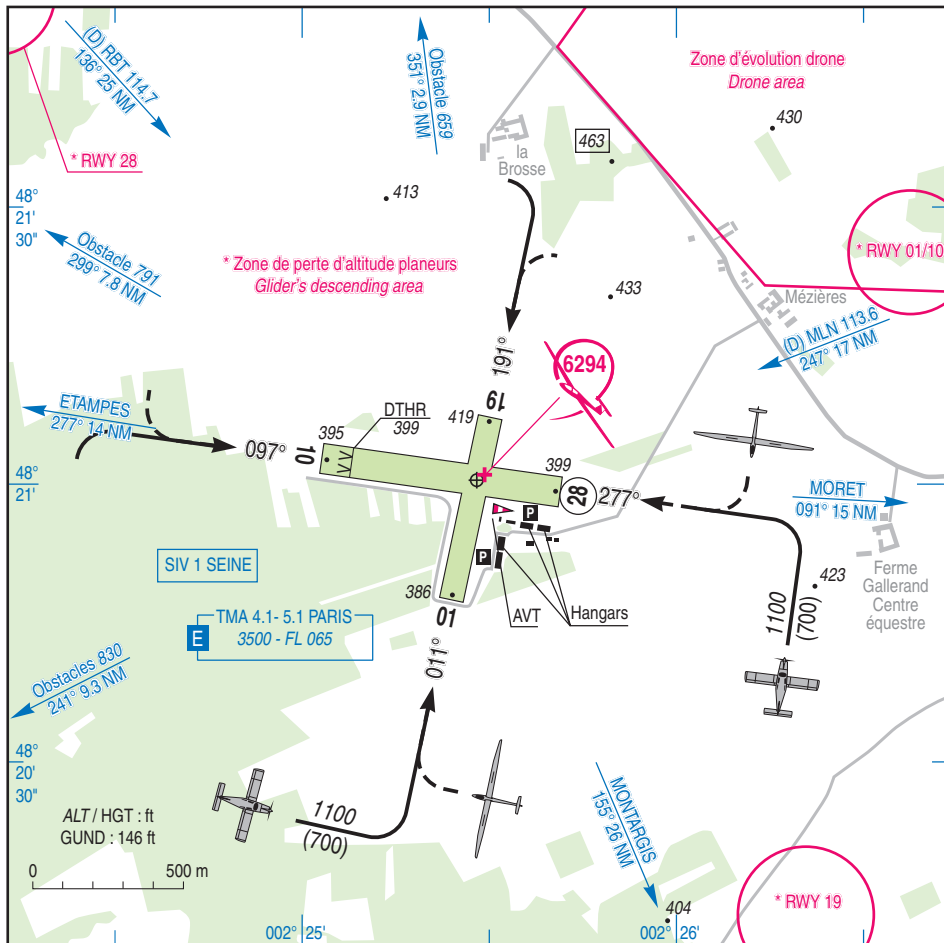 (D) RBT 114.7
136° 25 NM
Obstacle 659
351° 2.9 NM
Zone d'évolution drone
Drone area
430
463
la
Brosse
* RWY 28
413
48°
21'
30"
Obstacle 791
299° 7.8 NM
* Zone de perte d'altitude planeurs
Glider's descending area
* RWY 01/10
433
Mézières
(D) MLN 113.6
247° 17 NM
191°
19
6294
ETAMPES
277° 14 NM
DTHR
399
419
395
097°
10
399
28
277°
48°
21'
MORET
091° 15 NM
P
P
SIV 1 SEINE
423
Ferme
Gallerand
Centre
équestre
386
AVT
Hangars
01
011°
1100
(700)
E
TMA 4.1- 5.1 PARIS
3500 - FL 065
Obstacles 830
241° 9.3 NM
48°
20'
30"
ALT / HGT : ft
GUND : 146 ft
0
500 m
1100
(700)
MONTARGIS
155° 26 NM
* RWY 19
404
002° 25'
002° 26'